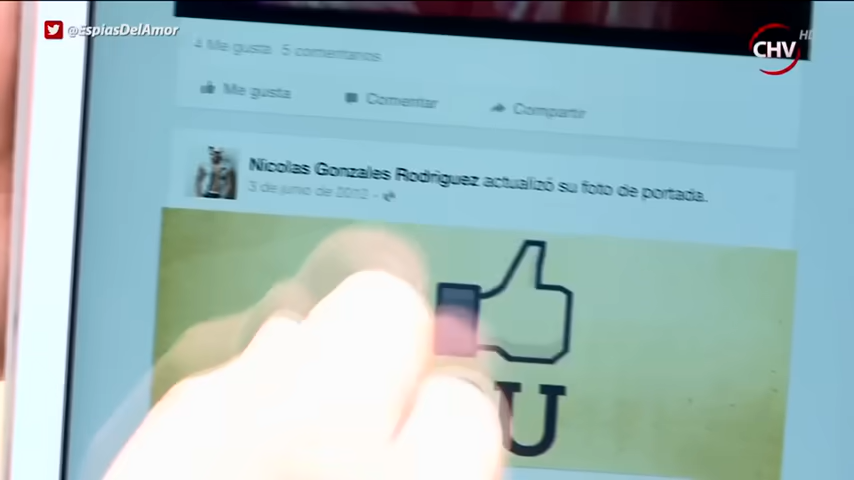 @EspiasDelAmor
CHV HD
4 Me gusta 5 comentarios
Me gusta Comentar Compartir
Nicolas Gonzales Rodriguez actualizó su foto de portada.
3 de junio de 2012
U